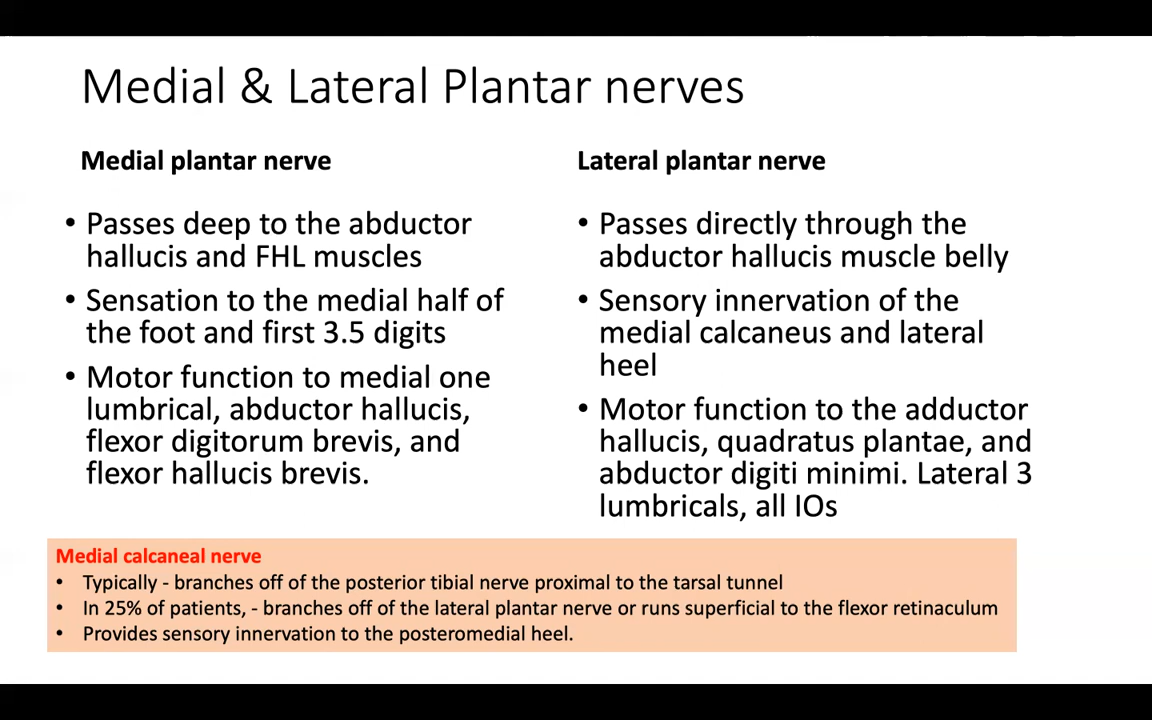 Medial & Lateral Plantar nerves
Medial plantar nerve
• Passes deep to the abductor
hallucis and FHL muscles
• Sensation to the medial half of
the foot and first 3.5 digits
• Motor function to medial one
lumbrical, abductor hallucis,
flexor digitorum brevis, and
flexor hallucis brevis.
Lateral plantar nerve
• Passes directly through the
abductor hallucis muscle belly
• Sensory innervation of the
medial calcaneus and lateral
heel
• Motor function to the adductor
hallucis, quadratus plantae, and
abductor digiti minimi. Lateral 3
lumbricals, all IOs
Medial calcaneal nerve
• Typically - branches off of the posterior tibial nerve proximal to the tarsal tunnel
• In 25% of patients, - branches off of the lateral plantar nerve or runs superficial to the flexor retinaculum
• Provides sensory innervation to the posteromedial heel.